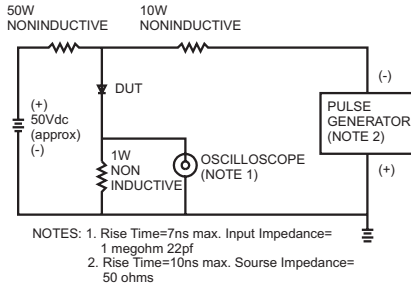 50W
NONINDUCTIVE
10W
NONINDUCTIVE
DUT
(+)
50Vdc
(approx)
(-)
1W
NON
INDUCTIVE
OSCILLOSCOPE
(NOTE 1)
(-)
PULSE
GENERATOR
(NOTE 2)
(+)
NOTES: 1. Rise Time=7ns max. Input Impedance=
1 megohm 22pf
2. Rise Time=10ns max. Sourse Impedance=
50 ohms